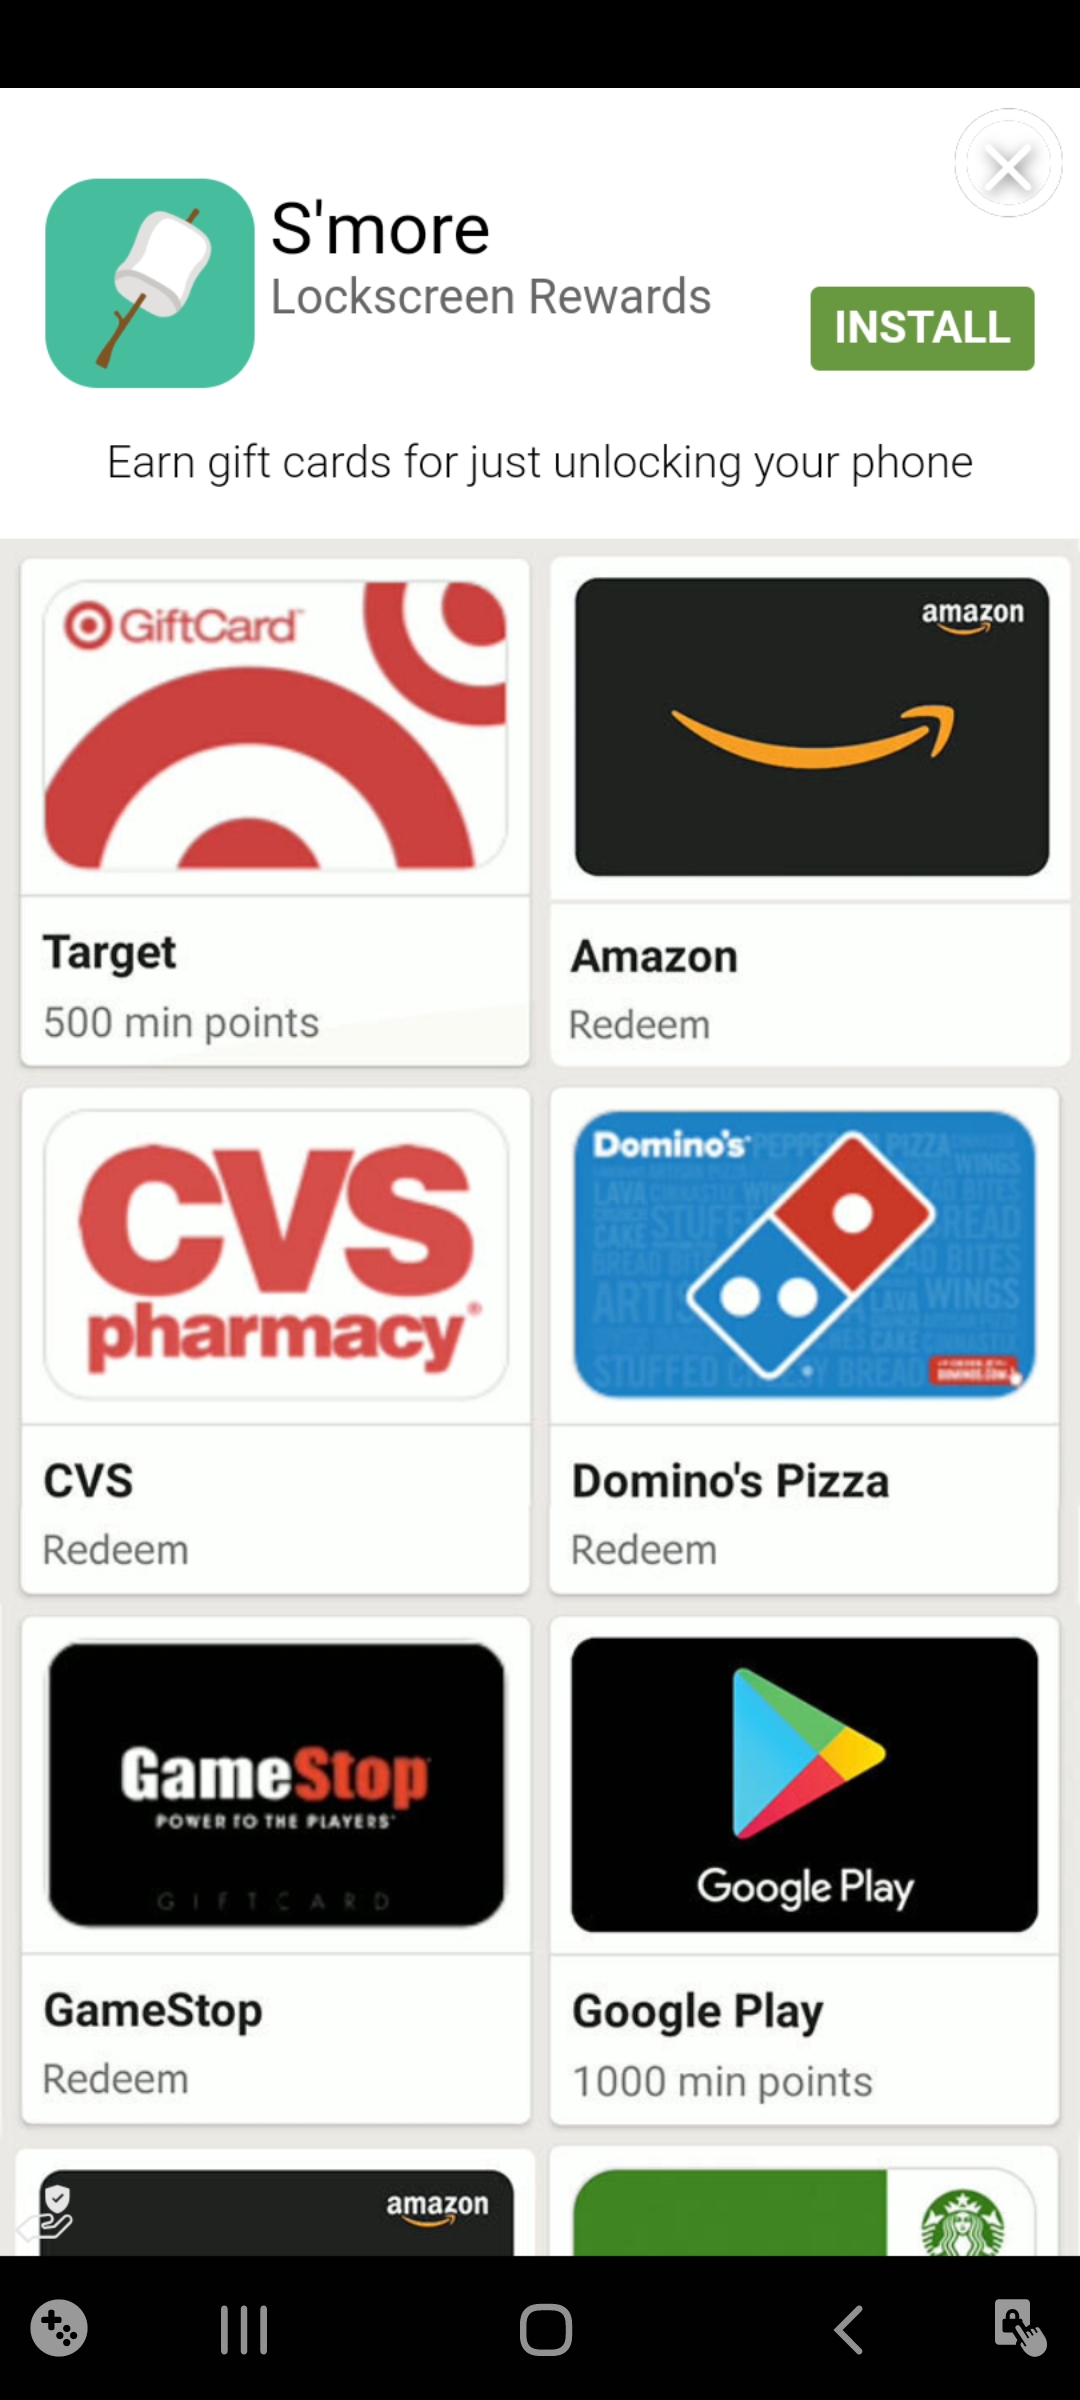 S'more
Lockscreen Rewards
INSTALL
Earn gift cards for just unlocking your phone
GiftCard
amazon
Target
500 min points
Amazon
Redeem
CVS
pharmacy
Domino's
CVS
Redeem
Domino's Pizza
Redeem
GameStop
POWER TO THE PLAYERS
GIFTCARD
Google Play
GameStop
Redeem
Google Play
1000 min points
amazon